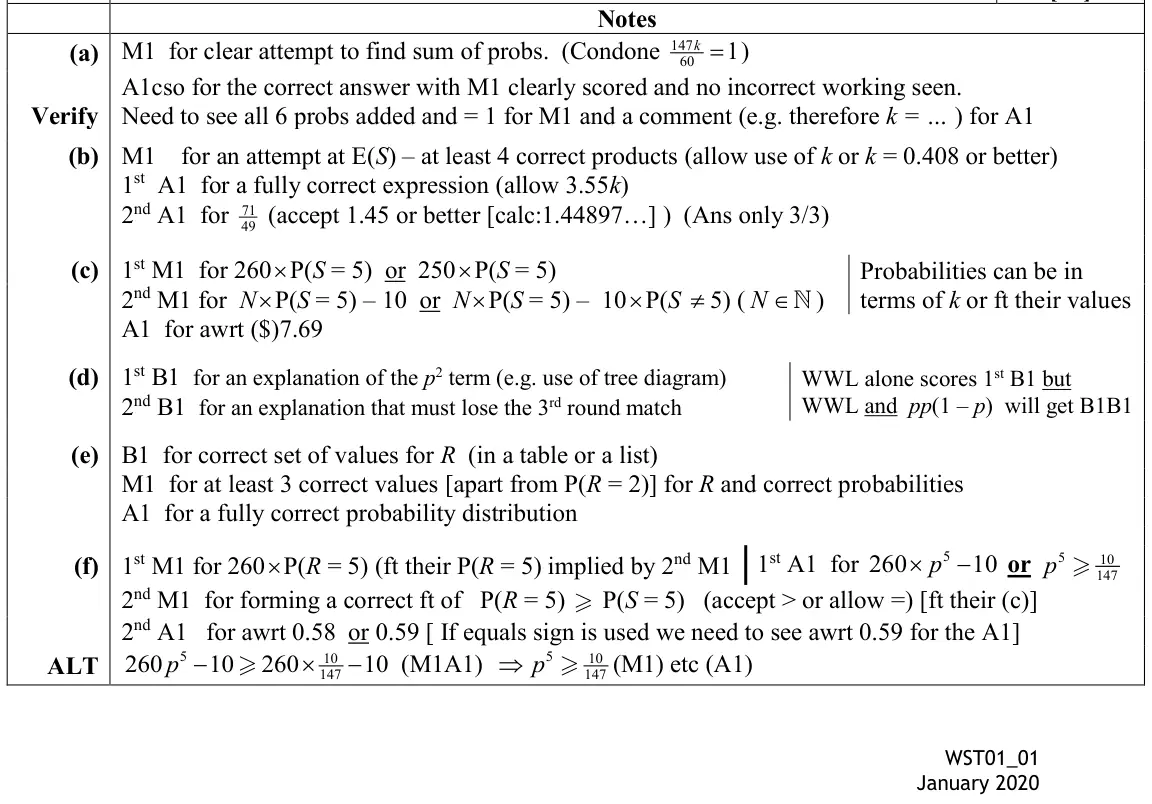 Notes
(a) M1 for clear attempt to find sum of probs. (Condone 147k/60 = 1)
A1cso for the correct answer with M1 clearly scored and no incorrect working seen.
Verify Need to see all 6 probs added and = 1 for M1 and a comment (e.g. therefore k = ... ) for A1
(b) M1 for an attempt at E(S) – at least 4 correct products (allow use of k or k = 0.408 or better)
1st A1 for a fully correct expression (allow 3.55k)
2nd A1 for 71/49 (accept 1.45 or better [calc:1.44897…] ) (Ans only 3/3)
(c) 1st M1 for 260×P(S = 5) or 250×P(S = 5) Probabilities can be in
2nd M1 for N×P(S = 5) – 10 or N×P(S = 5) – 10×P(S ≠ 5) ( N ∈ ℕ ) terms of k or ft their values
A1 for awrt ($)7.69
(d) 1st B1 for an explanation of the p² term (e.g. use of tree diagram) WWL alone scores 1st B1 but
2nd B1 for an explanation that must lose the 3rd round match WWL and pp(1 – p) will get B1B1
(e) B1 for correct set of values for R (in a table or a list)
M1 for at least 3 correct values [apart from P(R = 2)] for R and correct probabilities
A1 for a fully correct probability distribution
(f) 1st M1 for 260×P(R = 5) (ft their P(R = 5) implied by 2nd M1 | 1st A1 for 260× p⁵ −10 or p⁵ ⩾ 10/147
2nd M1 for forming a correct ft of P(R = 5) ⩾ P(S = 5) (accept > or allow =) [ft their (c)]
2nd A1 for awrt 0.58 or 0.59 [ If equals sign is used we need to see awrt 0.59 for the A1]
ALT 260p⁵ −10 ⩾ 260× 10/147 −10 (M1A1) ⇒ p⁵ ⩾ 10/147 (M1) etc (A1)
WST01_01
January 2020